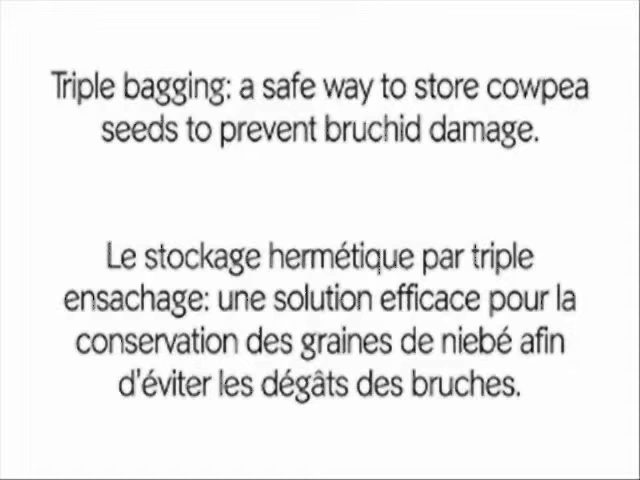 Triple bagging: a safe way to store cowpea
seeds to prevent bruchid damage.
Le stockage hermétique par triple
ensachage: une solution efficace pour la
conservation des graines de niebé afin
d'éviter les dégâts des bruches.